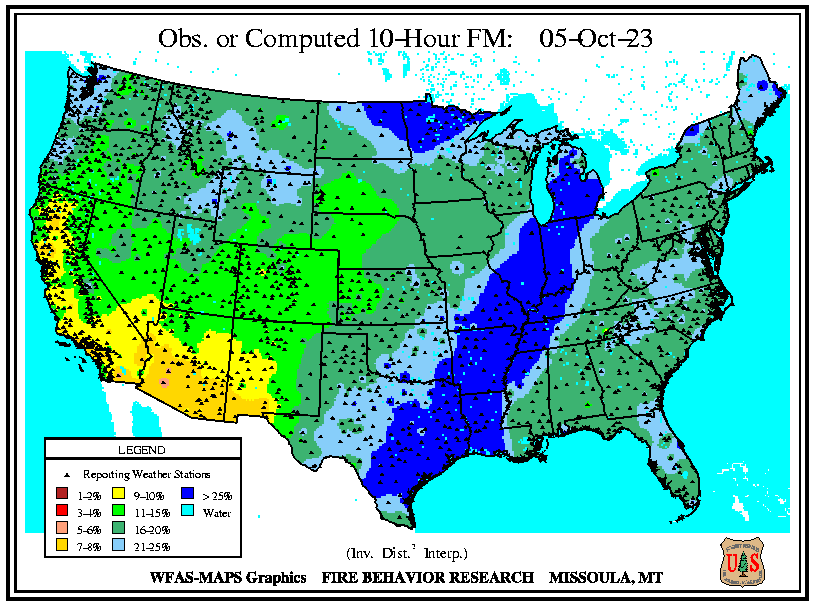 Obs. or Computed 10-Hour FM: 05-Oct-23
LEGEND
Reporting Weather Stations
1-2% 9-10% > 25%
3-4% 11-15% Water
5-6% 16-20%
7-8% 21-25%
(Inv. Dist.² Interp.)
WFAS-MAPS Graphics FIRE BEHAVIOR RESEARCH MISSOULA, MT
U S